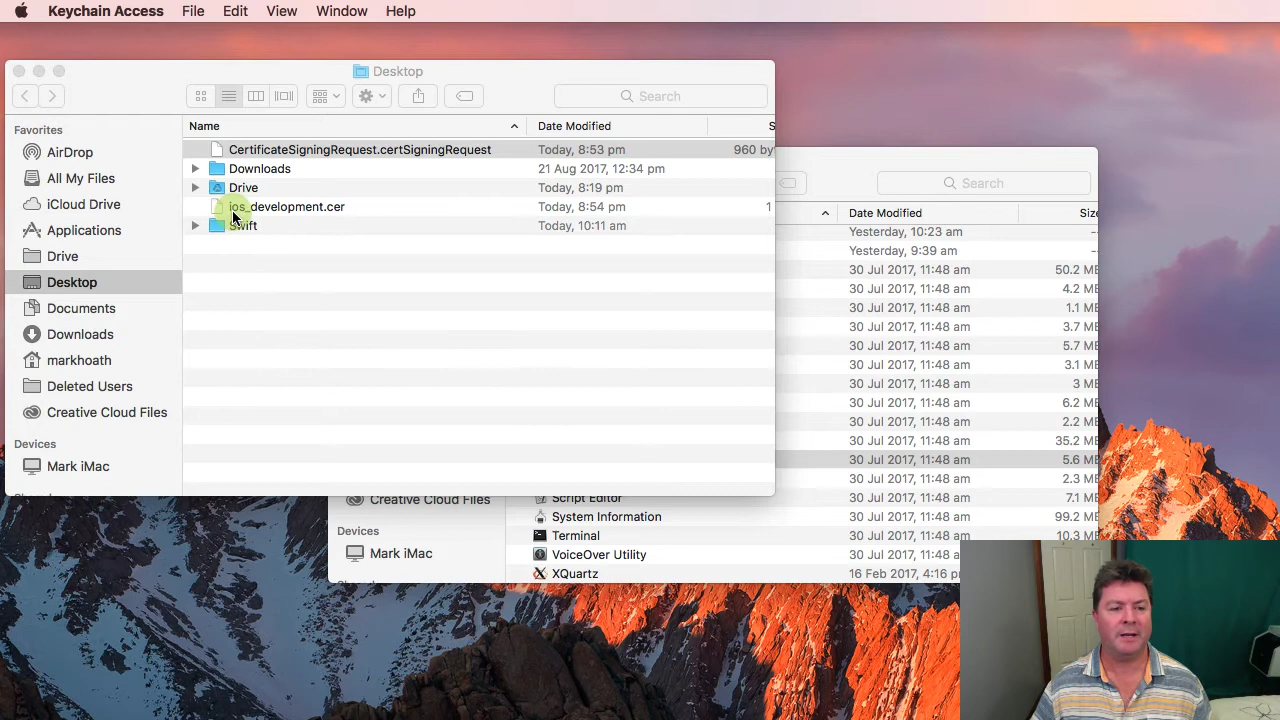 Keychain Access File Edit View Window Help
Desktop
Search
Name Date Modified S
Favorites
AirDrop
All My Files
iCloud Drive
Applications
Drive
Desktop
Documents
Downloads
markhoath
Deleted Users
Creative Cloud Files
Devices
Mark iMac
CertificateSigningRequest.certSigningRequest Today, 8:53 pm 960 by
Downloads 21 Aug 2017, 12:34 pm
Drive Today, 8:19 pm
ios_development.cer Today, 8:54 pm 1
Swift Today, 10:11 am
Search
Date Modified Size
Yesterday, 10:23 am --
Yesterday, 9:39 am --
30 Jul 2017, 11:48 am 50.2 MB
30 Jul 2017, 11:48 am 4.2 MB
30 Jul 2017, 11:48 am 1.1 MB
30 Jul 2017, 11:48 am 3.7 MB
30 Jul 2017, 11:48 am 5.7 MB
30 Jul 2017, 11:48 am 3.1 MB
30 Jul 2017, 11:48 am 3 MB
30 Jul 2017, 11:48 am 6.2 MB
30 Jul 2017, 11:48 am 2.2 MB
30 Jul 2017, 11:48 am 35.2 MB
30 Jul 2017, 11:48 am 5.6 MB
30 Jul 2017, 11:48 am 2.3 MB
Script Editor 30 Jul 2017, 11:48 am 7.1 MB
System Information 30 Jul 2017, 11:48 am 99.2 MB
Terminal 30 Jul 2017, 11:48 am 10.3 MB
VoiceOver Utility 30 Jul 2017, 11:48 a
XQuartz 16 Feb 2017, 4:16 p
Creative Cloud Files
Devices
Mark iMac